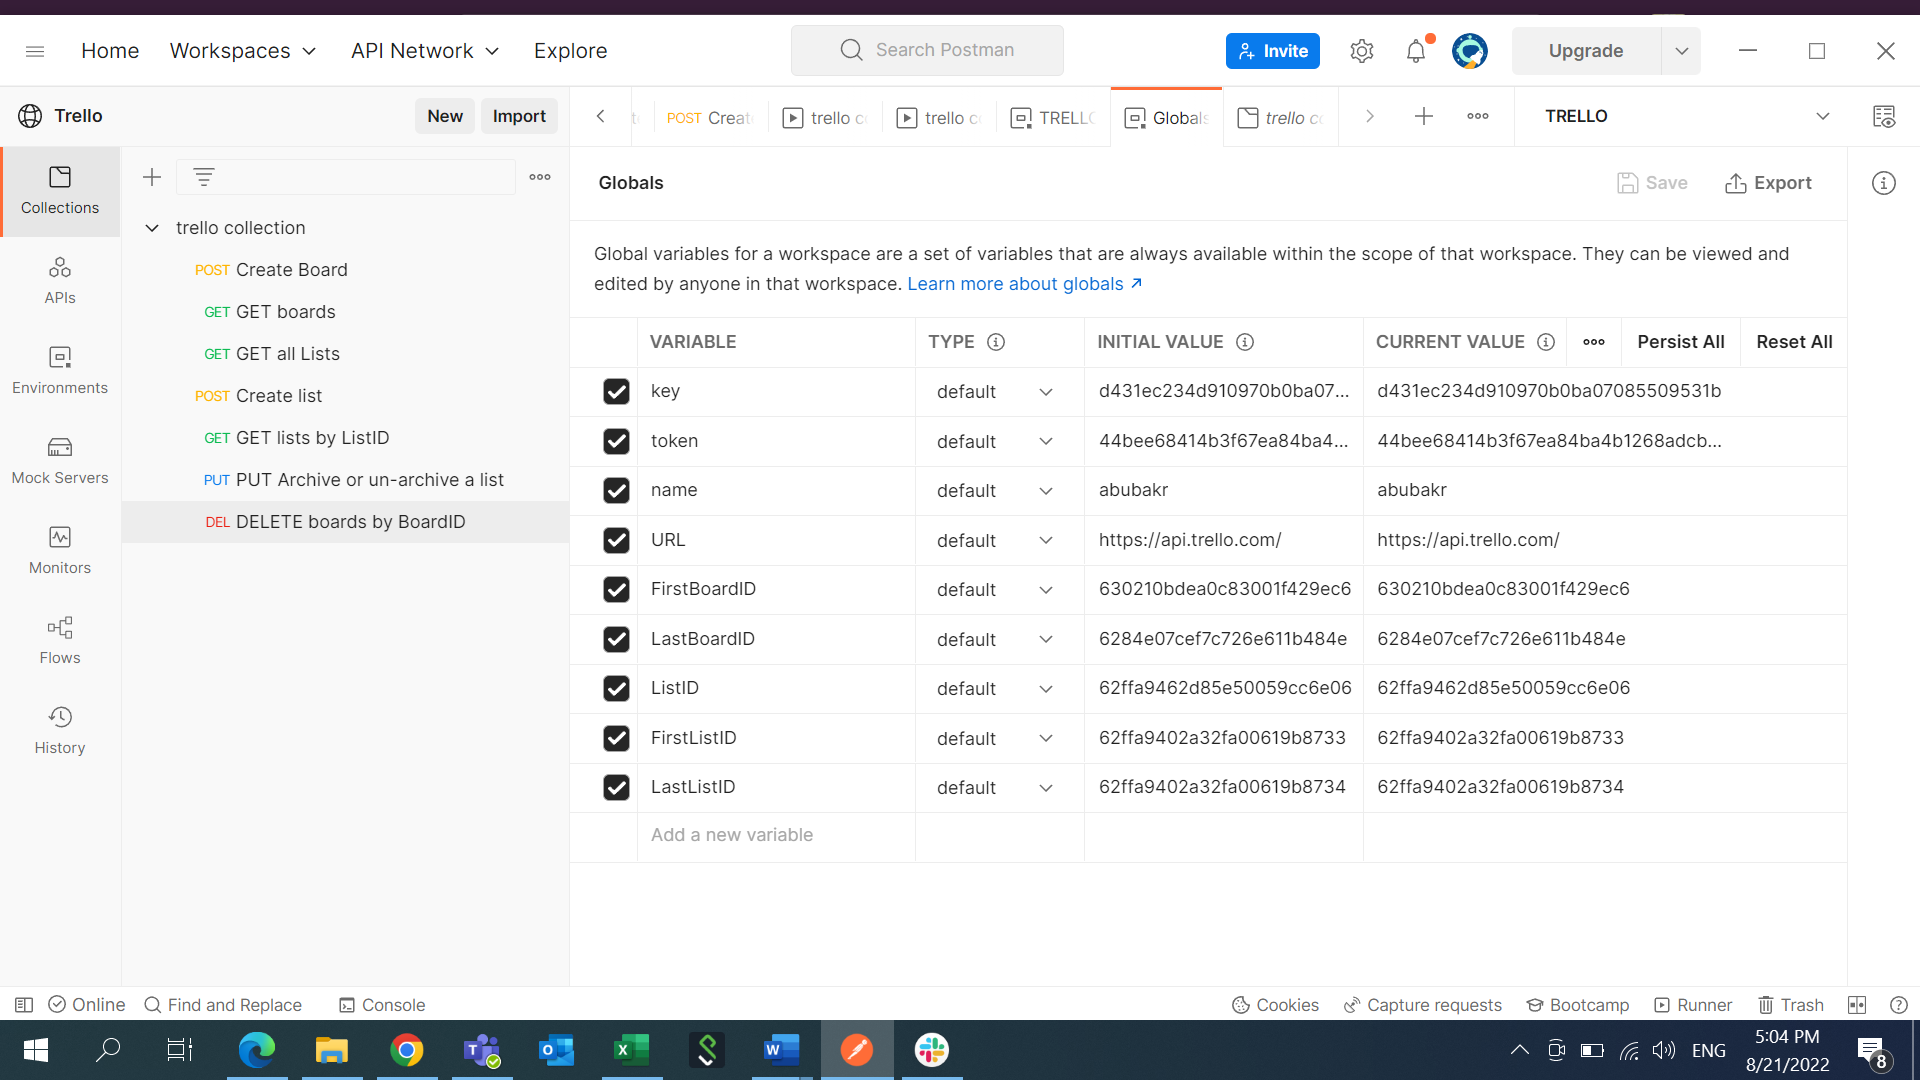 Home
Workspaces
API Network
Explore
Search Postman
Invite
Upgrade
Trello
New
Import
POST Creat
trello c
trello c
TRELLO
Globals
trello c
TRELLO
Collections
APIs
Environments
Mock Servers
Monitors
Flows
History
trello collection
POST Create Board
GET GET boards
GET GET all Lists
POST Create list
GET GET lists by ListID
PUT PUT Archive or un-archive a list
DEL DELETE boards by BoardID
Globals
Save
Export
Global variables for a workspace are a set of variables that are always available within the scope of that workspace. They can be viewed and
edited by anyone in that workspace. Learn more about globals ↗
VARIABLE TYPE INITIAL VALUE CURRENT VALUE Persist All Reset All
key default d431ec234d910970b0ba07... d431ec234d910970b0ba07085509531b
token default 44bee68414b3f67ea84ba4... 44bee68414b3f67ea84ba4b1268adcb...
name default abubakr abubakr
URL default https://api.trello.com/ https://api.trello.com/
FirstBoardID default 630210bdea0c83001f429ec6 630210bdea0c83001f429ec6
LastBoardID default 6284e07cef7c726e611b484e 6284e07cef7c726e611b484e
ListID default 62ffa9462d85e50059cc6e06 62ffa9462d85e50059cc6e06
FirstListID default 62ffa9402a32fa00619b8733 62ffa9402a32fa00619b8733
LastListID default 62ffa9402a32fa00619b8734 62ffa9402a32fa00619b8734
Add a new variable
Online
Find and Replace
Console
Cookies
Capture requests
Bootcamp
Runner
Trash
ENG
5:04 PM
8/21/2022
8